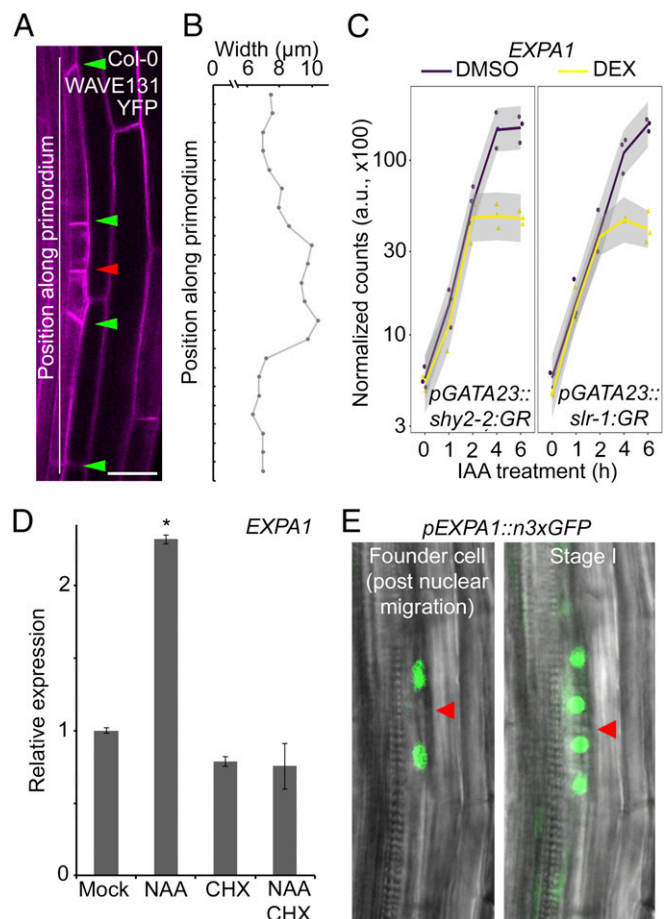 A
Col-0
WAVE131
YFP
Position along primordium
B
Width (µm)
0 6 8 10
Position along primordium
C
EXPA1
DMSO DEX
Normalized counts (a.u., x100)
100
30
10
3
pGATA23::
shy2-2:GR
pGATA23::
slr-1:GR
0 1 2 4 6 0 1 2 4 6
IAA treatment (h)
D
EXPA1
*
Relative expression
2
1
0
Mock NAA CHX NAA
CHX
E
pEXPA1::n3xGFP
Founder cell
(post nuclear
migration)
Stage I